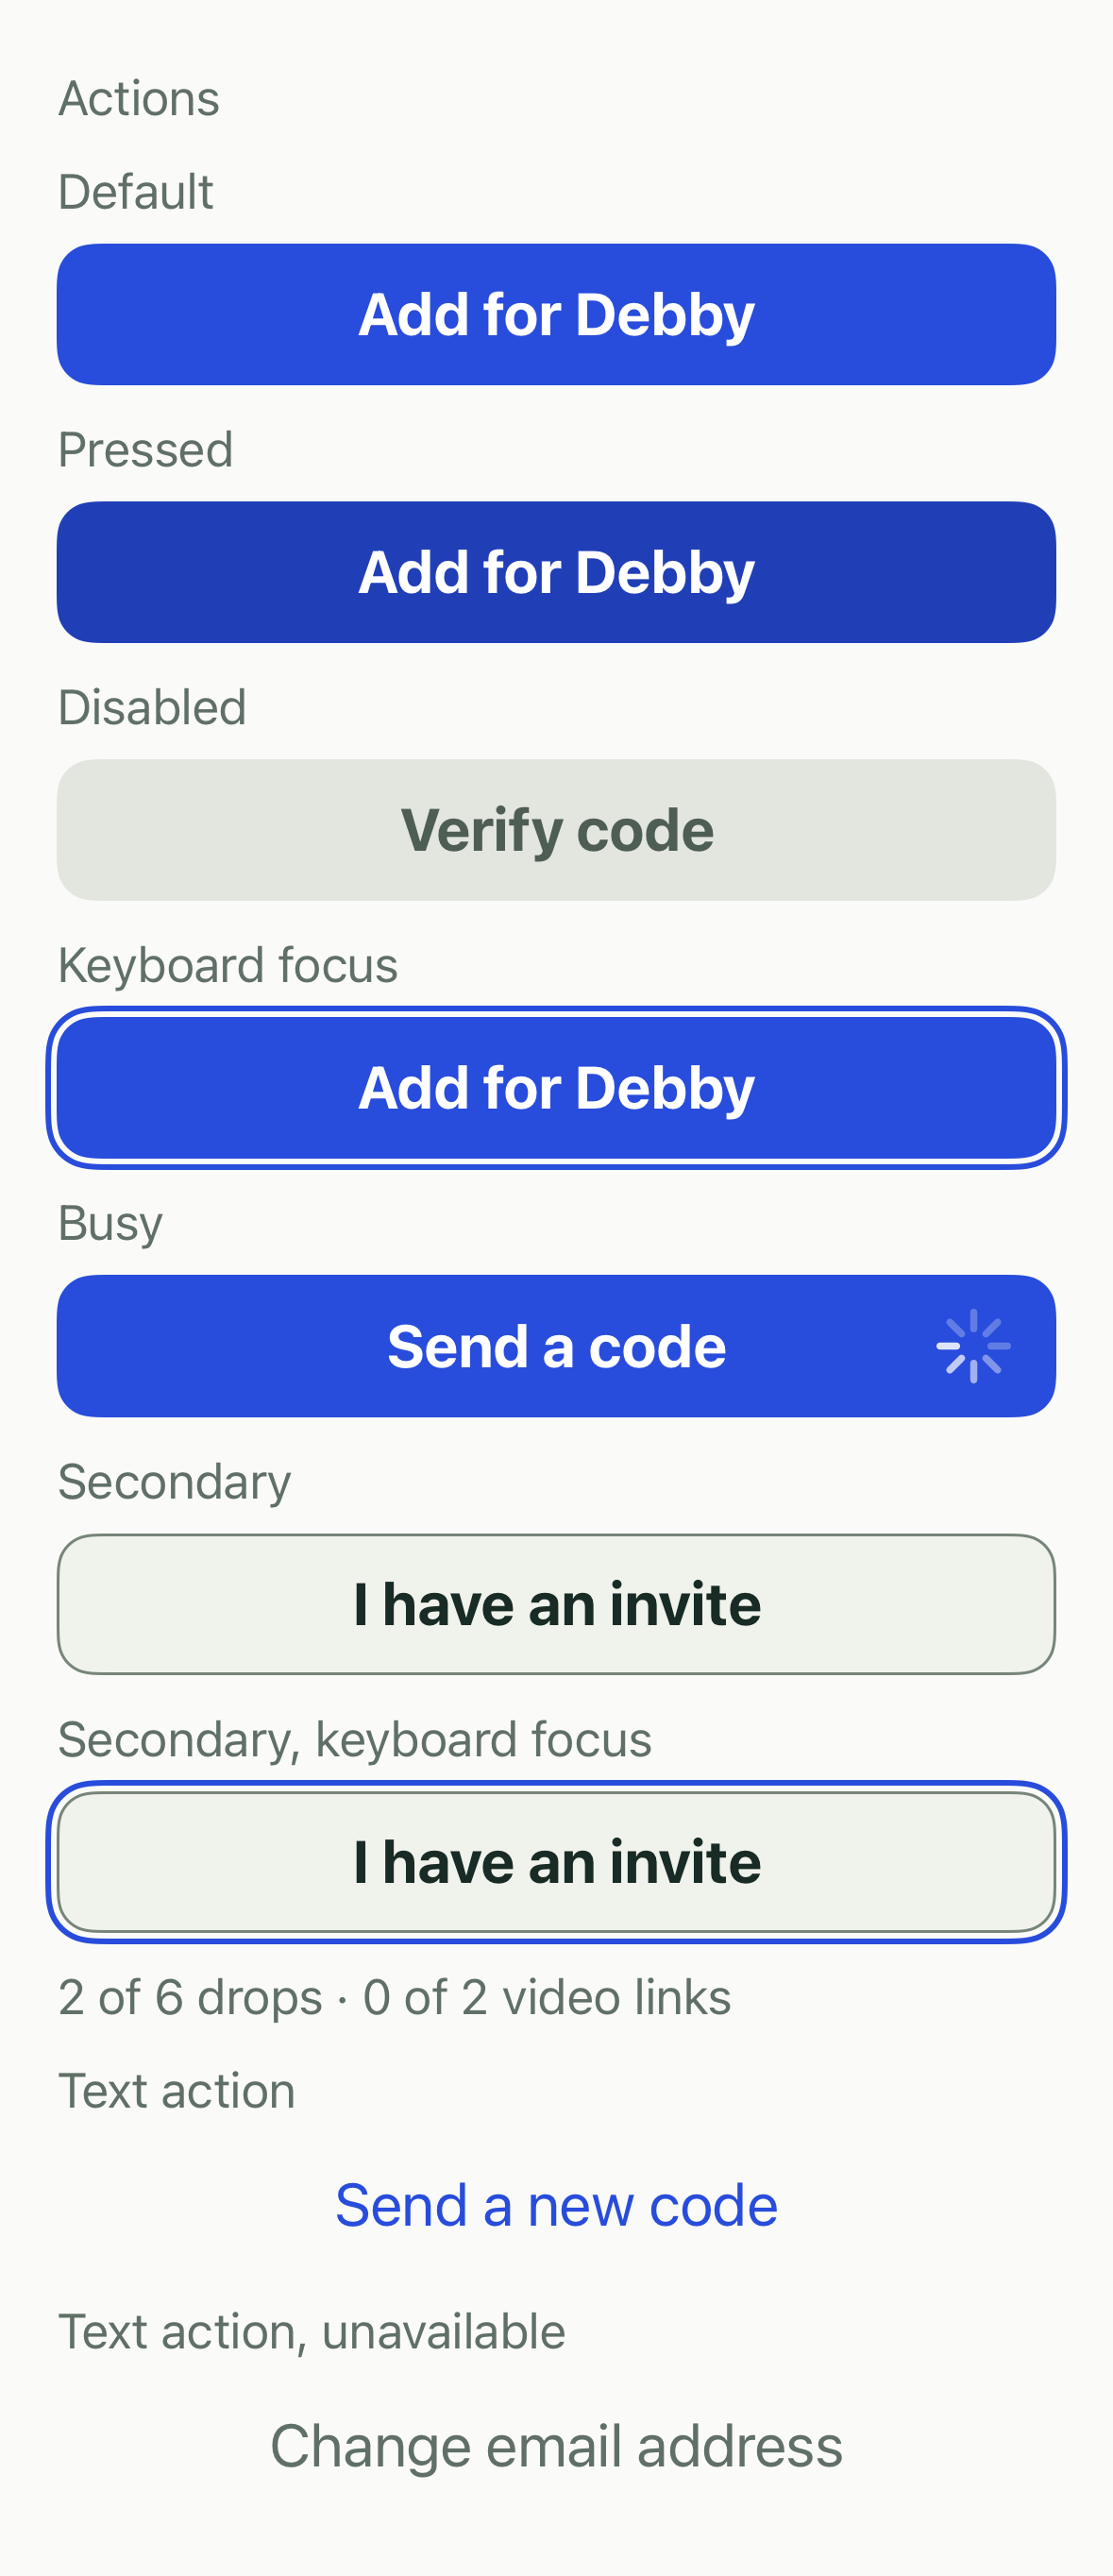 Actions
Default
Add for Debby
Pressed
Add for Debby
Disabled
Verify code
Keyboard focus
Add for Debby
Busy
Send a code
Secondary
I have an invite
Secondary, keyboard focus
I have an invite
2 of 6 drops · 0 of 2 video links
Text action
Send a new code
Text action, unavailable
Change email address